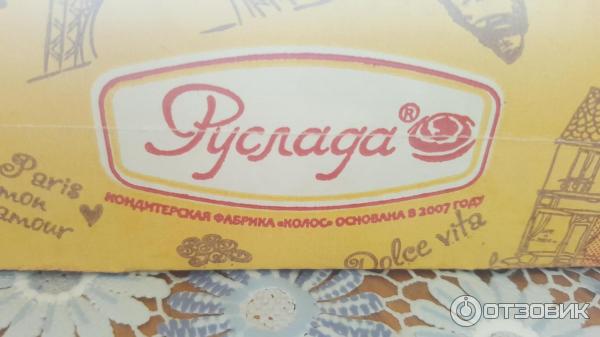 Руслада®
КОНДИТЕРСКАЯ ФАБРИКА «КОЛОС» ОСНОВАНА В 2007 ГОДУ
Paris
mon
amour
Dolce vita
ОТЗОВИК